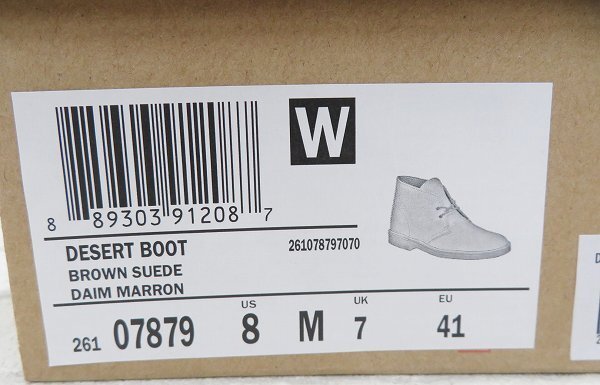 W
8 89303 91208 7
DESERT BOOT
261078797070
BROWN SUEDE
DAIM MARRON
US UK EU
261 07879 8 M 7 41